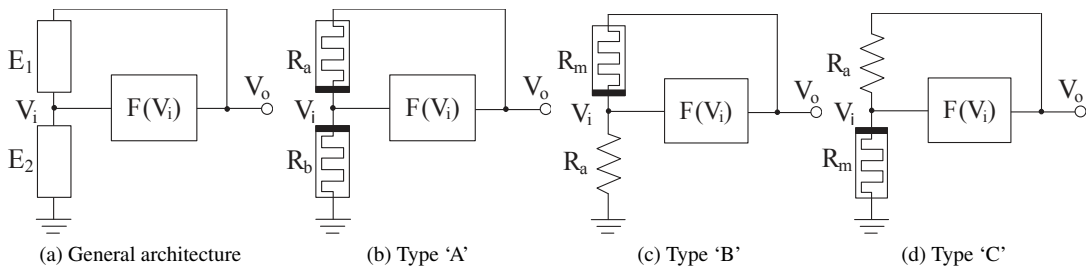 E₁
Vᵢ
E₂
F(Vᵢ)
Vₒ
(a) General architecture
Rₐ
Vᵢ
R_b
F(Vᵢ)
Vₒ
(b) Type ‘A’
Rₘ
Vᵢ
Rₐ
F(Vᵢ)
Vₒ
(c) Type ‘B’
Rₐ
Vᵢ
Rₘ
F(Vᵢ)
Vₒ
(d) Type ‘C’